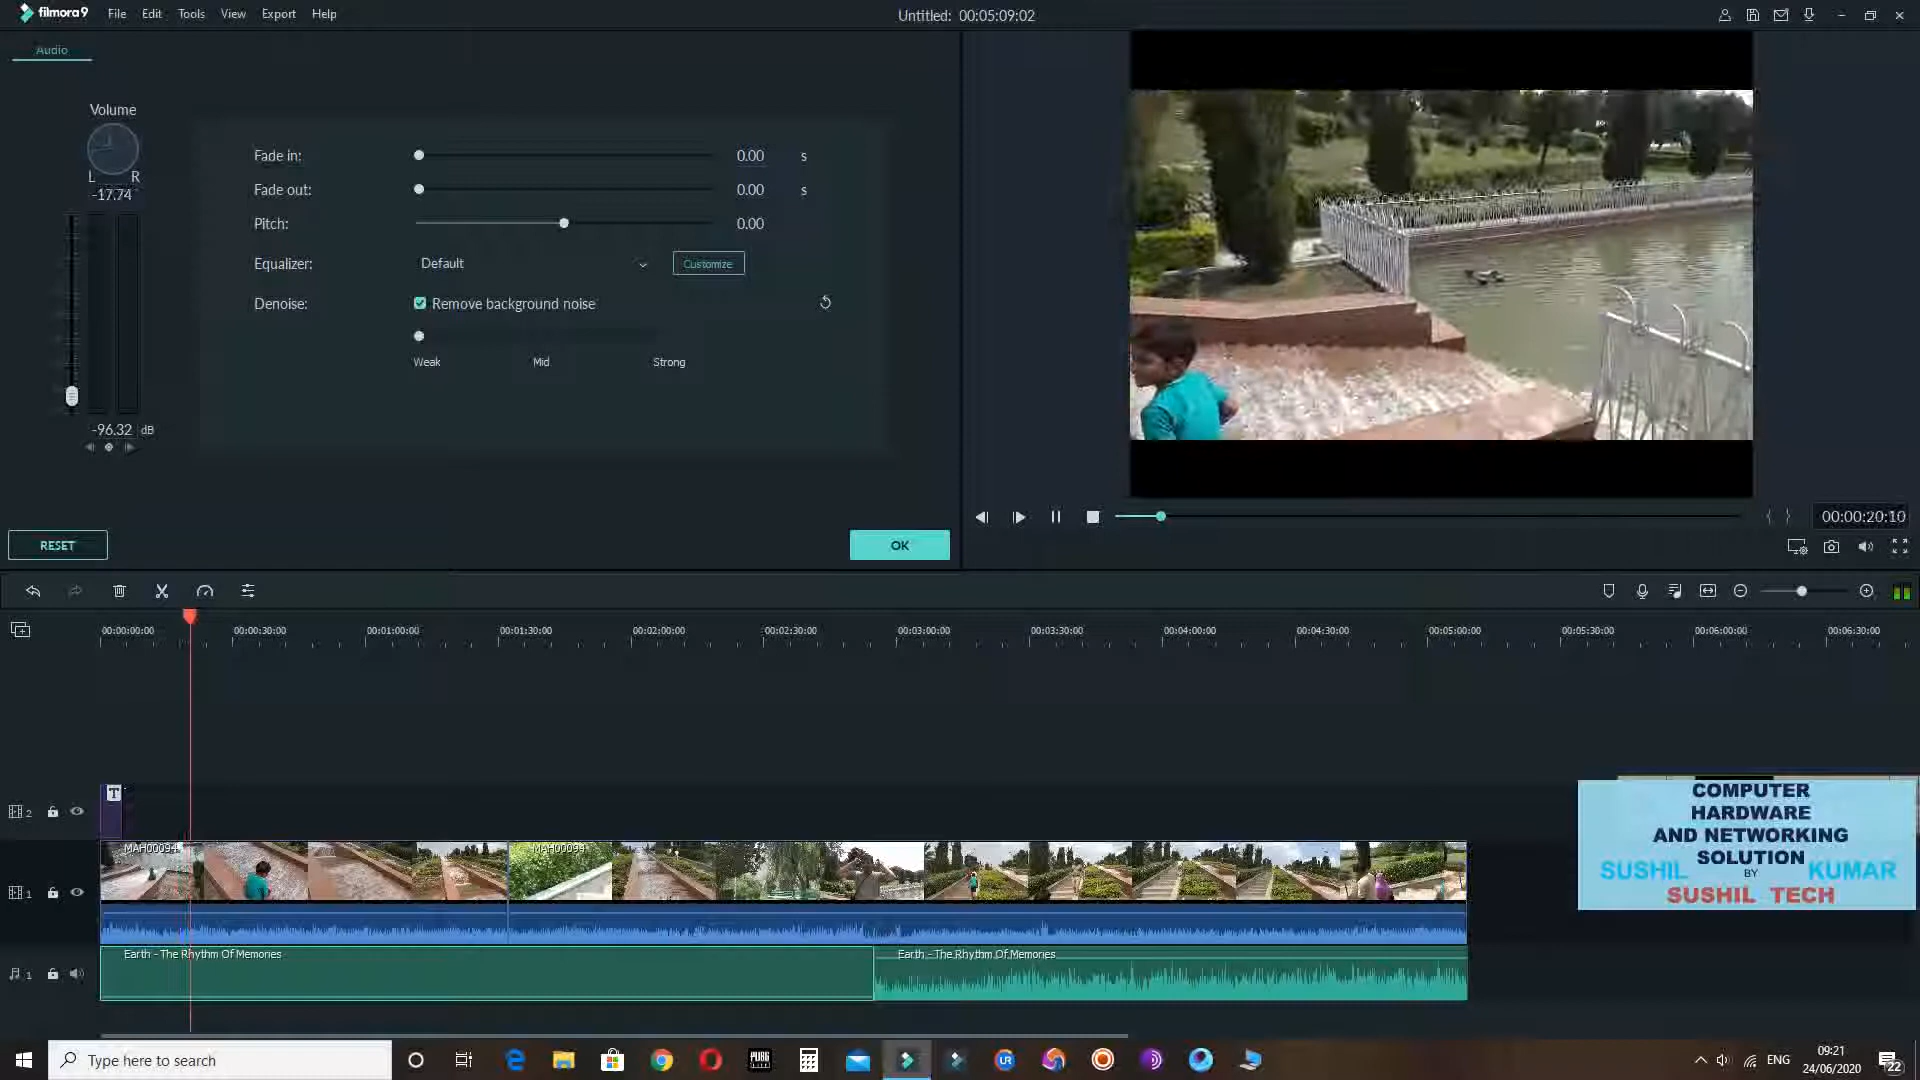 filmora9 File Edit Tools View Export Help Untitled: 00:05:09:02
Audio
Volume
L R
-17.74
-96.32 dB
Fade in: 0.00 s
Fade out: 0.00 s
Pitch: 0.00
Equalizer: Default Customize
Denoise: Remove background noise
Weak Mid Strong
RESET OK
00:00:20:10
00:00:00:00 00:00:30:00 00:01:00:00 00:01:30:00 00:02:00:00 00:02:30:00 00:03:00:00 00:03:30:00 00:04:00:00 00:04:30:00 00:05:00:00 00:05:30:00 00:06:00:00 00:06:30:00
T
2
MAH00094 MAH00094
1
Earth - The Rhythm Of Memories Earth - The Rhythm Of Memories
1
COMPUTER
HARDWARE
AND NETWORKING
SOLUTION
SUSHIL BY KUMAR
SUSHIL TECH
Type here to search
PUBG
UR
ENG
09:21
24/06/2020
22